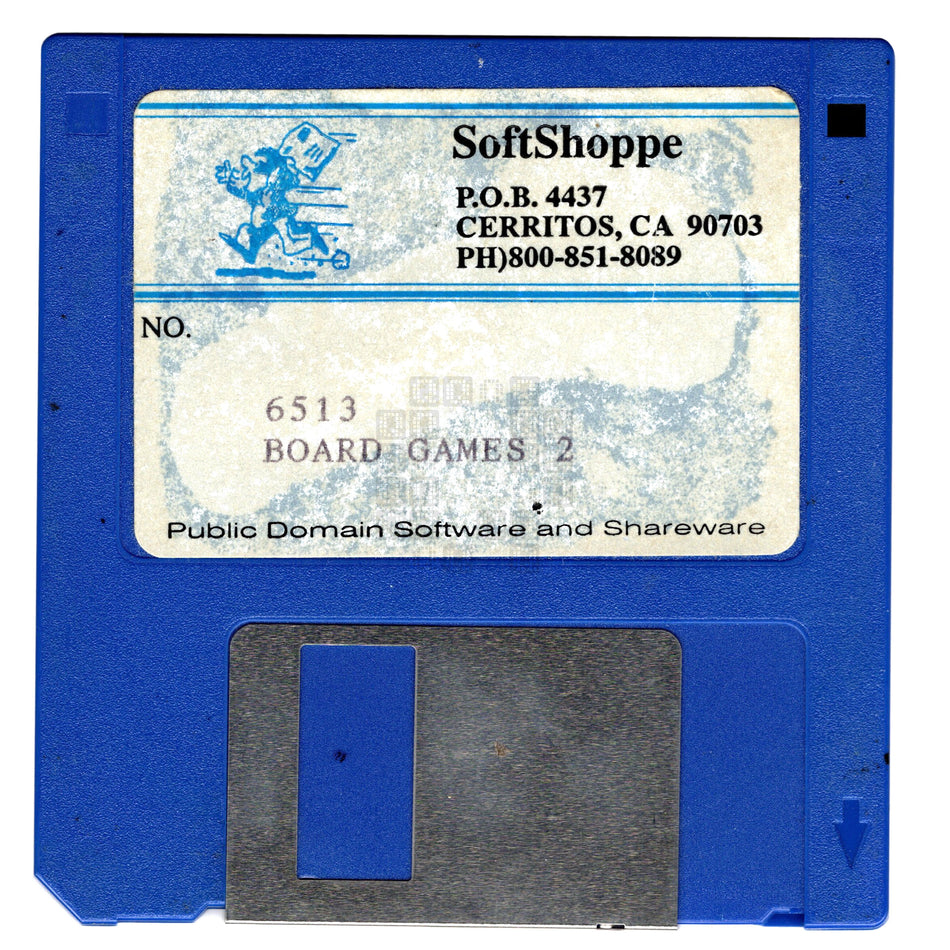 SoftShoppe
P.O.B. 4437
CERRITOS, CA 90703
PH)800-851-8089
NO.
6513
BOARD GAMES 2
Public Domain Software and Shareware